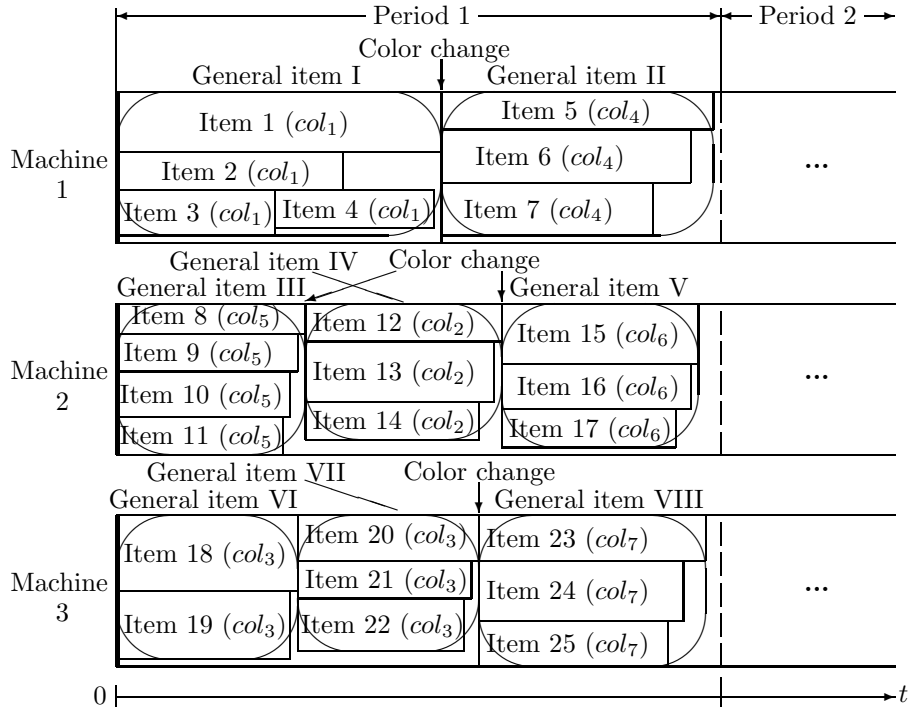 Period 1
Period 2
Color change
General item I
General item II
Item 1 (col₁)
Item 5 (col₄)
Item 2 (col₁)
Item 6 (col₄)
Machine
1
...
Item 3 (col₁)
Item 4 (col₁)
Item 7 (col₄)
General item IV
Color change
General item III
General item V
Item 8 (col₅)
Item 12 (col₂)
Item 15 (col₆)
Item 9 (col₅)
Item 13 (col₂)
Machine
2
...
Item 10 (col₅)
Item 16 (col₆)
Item 14 (col₂)
Item 11 (col₅)
Item 17 (col₆)
General item VII
Color change
General item VI
General item VIII
Item 20 (col₃)
Item 23 (col₇)
Item 18 (col₃)
Item 21 (col₃)
Item 24 (col₇)
Machine
3
...
Item 19 (col₃)
Item 22 (col₃)
Item 25 (col₇)
0
t